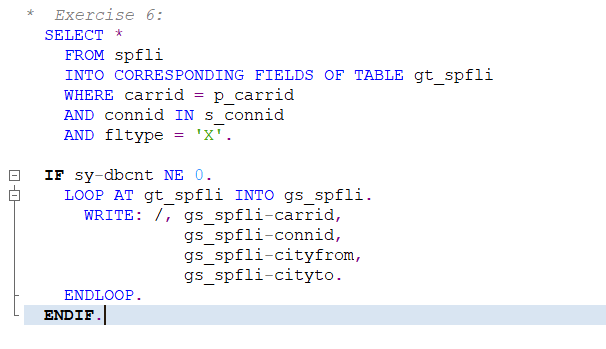 *  Exercise 6:
  SELECT *
    FROM spfli
    INTO CORRESPONDING FIELDS OF TABLE gt_spfli
    WHERE carrid = p_carrid
    AND connid IN s_connid
    AND fltype = 'X'.

  IF sy-dbcnt NE 0.
    LOOP AT gt_spfli INTO gs_spfli.
      WRITE: /, gs_spfli-carrid,
                gs_spfli-connid,
                gs_spfli-cityfrom,
                gs_spfli-cityto.
    ENDLOOP.
  ENDIF.